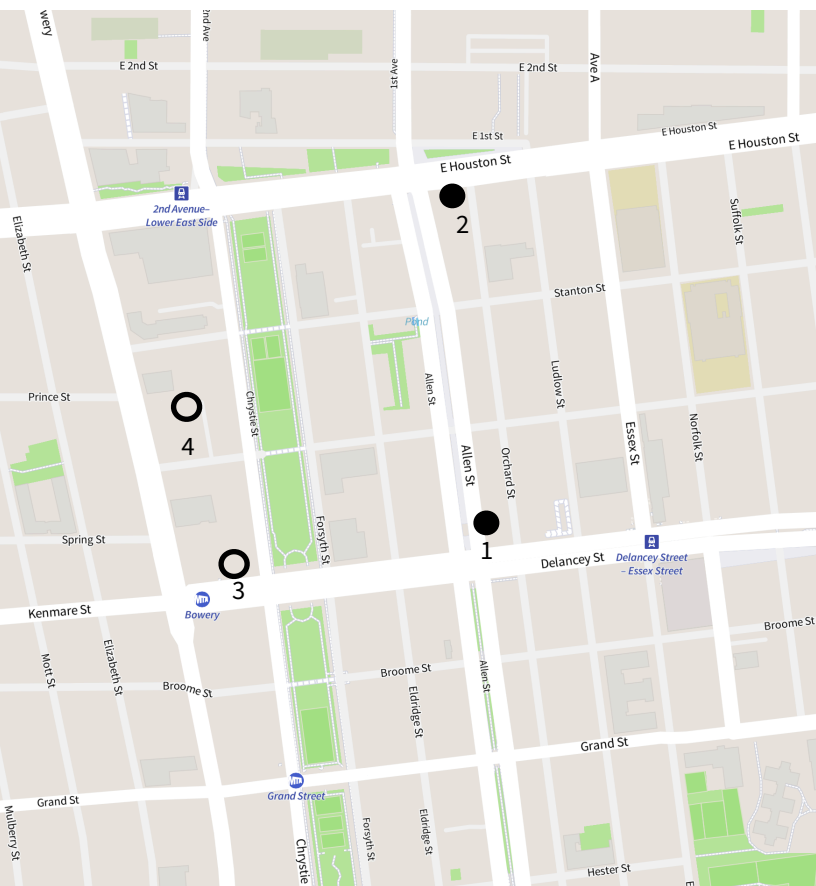 wery
2nd Ave
1st Ave
Ave A
E 2nd St
E 2nd St
E 1st St
E Houston St
E Houston St
E Houston St
2nd Avenue–
Lower East Side
2
Suffolk St
Elizabeth St
Stanton St
Pond
Prince St
Chrystie St
Allen St
Ludlow St
4
Allen St
Orchard St
Essex St
Norfolk St
Spring St
Forsyth St
1
Delancey St
Delancey Street
– Essex Street
3
Kenmare St
Bowery
Mott St
Elizabeth St
Broome St
Broome St
Broome St
Eldridge St
Allen St
Grand St
Grand Street
Grand St
Mulberry St
Chrystie
Forsyth St
Eldridge St
Hester St
E